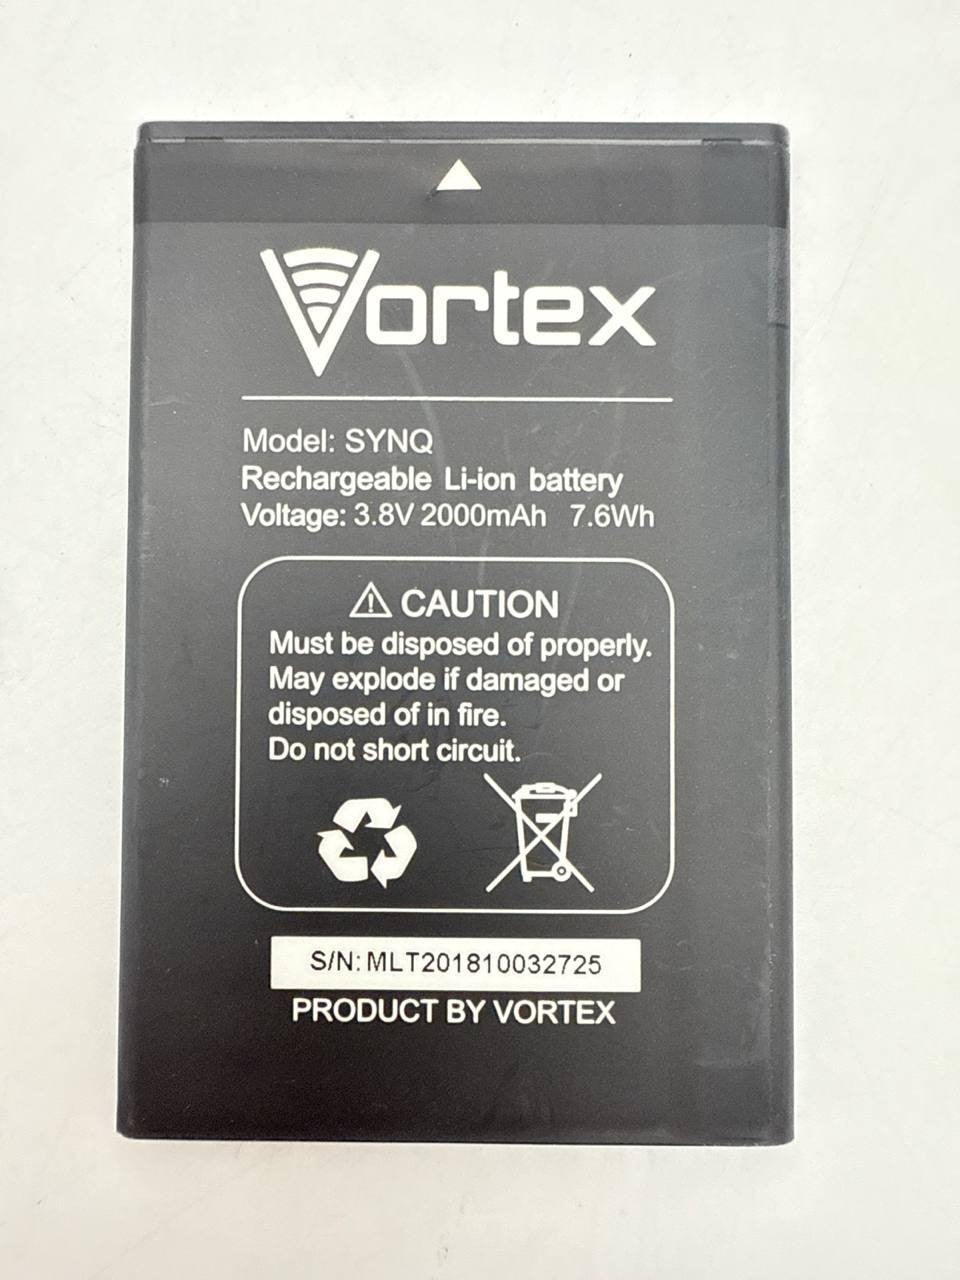 Vortex
Model: SYNQ
Rechargeable Li-ion battery
Voltage: 3.8V 2000mAh 7.6Wh
CAUTION
Must be disposed of properly.
May explode if damaged or
disposed of in fire.
Do not short circuit.
S/N: MLT201810032725
PRODUCT BY VORTEX